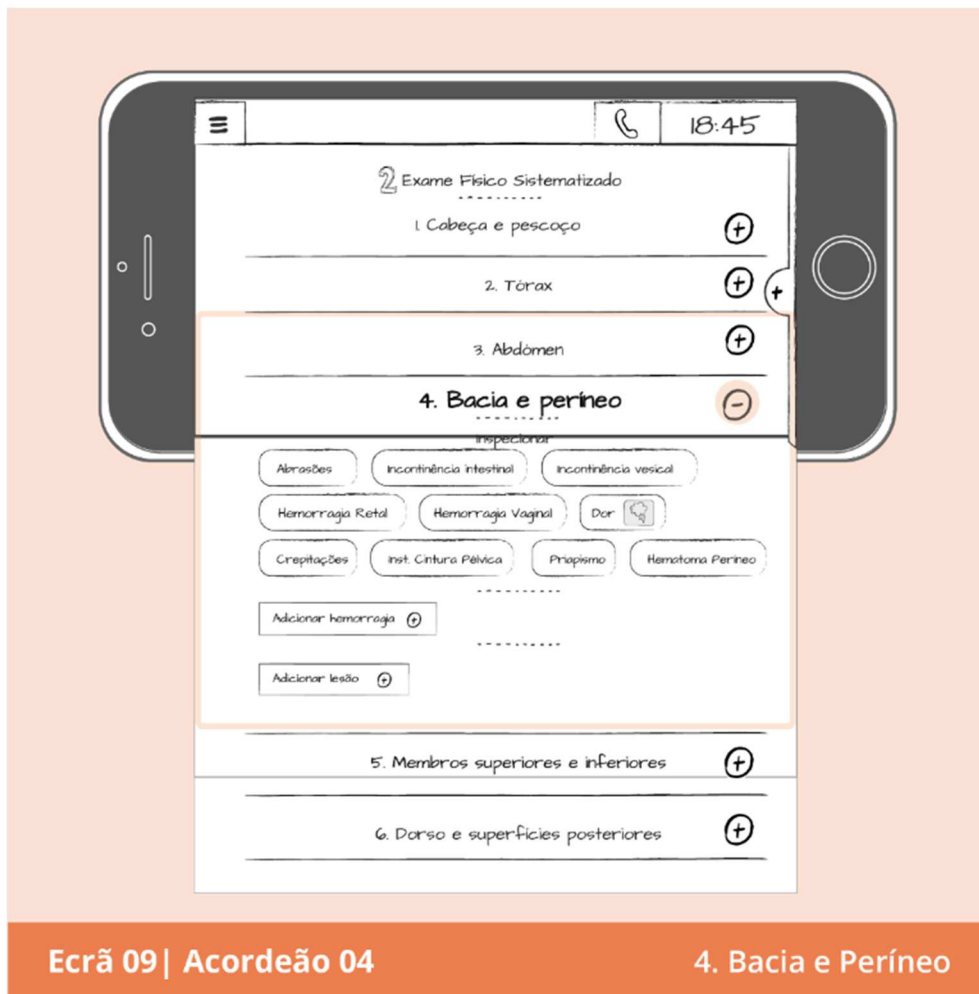 18:45
2 Exame Físico Sistematizado
1. Cabeça e pescoço
2. Tórax
3. Abdómen
4. Bacia e períneo
Inspecionar
Abrasões Incontinência intestinal Incontinência vesical
Hemorragia Retal Hemorragia Vaginal Dor
Crepitações Inst. Cintura Pélvica Priapismo Hematoma Períneo
Adicionar hemorragia
Adicionar lesão
5. Membros superiores e inferiores
6. Dorso e superfícies posteriores
Ecrã 09| Acordeão 04 4. Bacia e Períneo